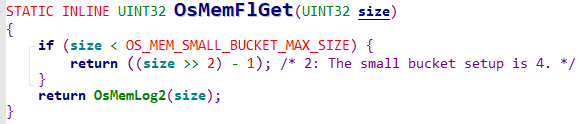 STATIC INLINE UINT32 OsMemFlGet(UINT32 size)
{
    if (size < OS_MEM_SMALL_BUCKET_MAX_SIZE) {
        return ((size >> 2) - 1); /* 2: The small bucket setup is 4. */
    }
    return OsMemLog2(size);
}